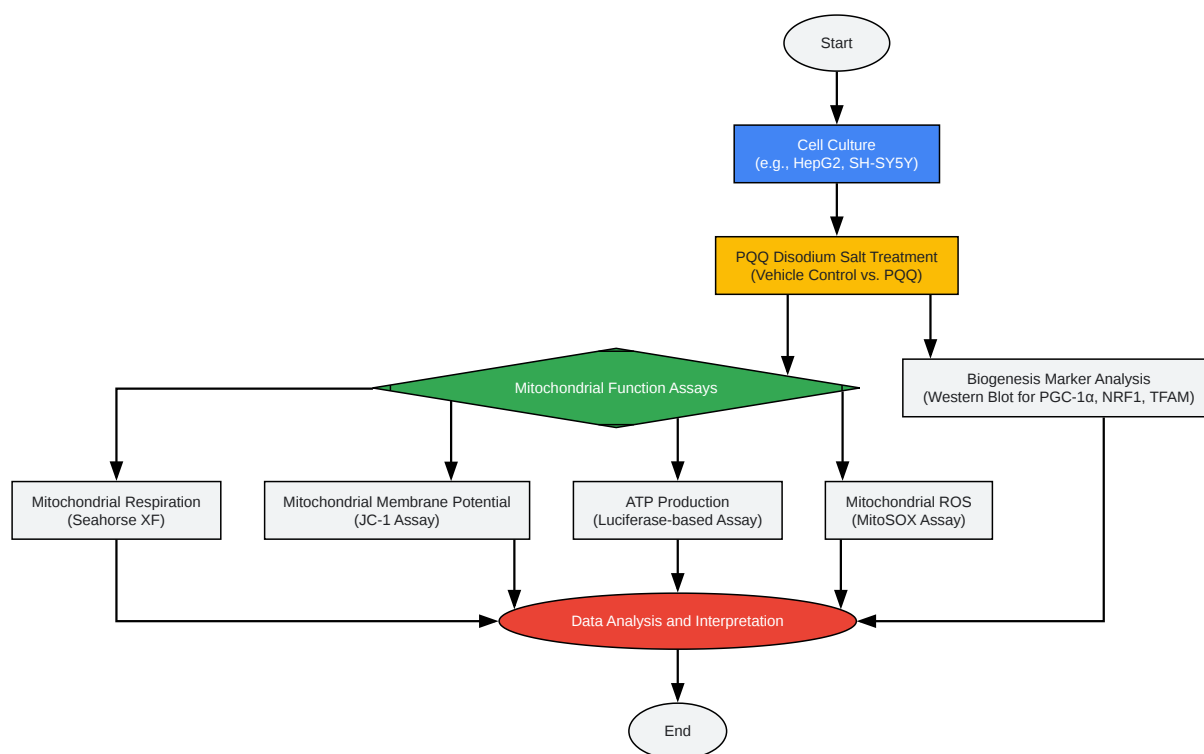 Start
Cell Culture
(e.g., HepG2, SH-SY5Y)
PQQ Disodium Salt Treatment
(Vehicle Control vs. PQQ)
Mitochondrial Function Assays
Biogenesis Marker Analysis
(Western Blot for PGC-1α, NRF1, TFAM)
Mitochondrial Respiration
(Seahorse XF)
Mitochondrial Membrane Potential
(JC-1 Assay)
ATP Production
(Luciferase-based Assay)
Mitochondrial ROS
(MitoSOX Assay)
Data Analysis and Interpretation
End